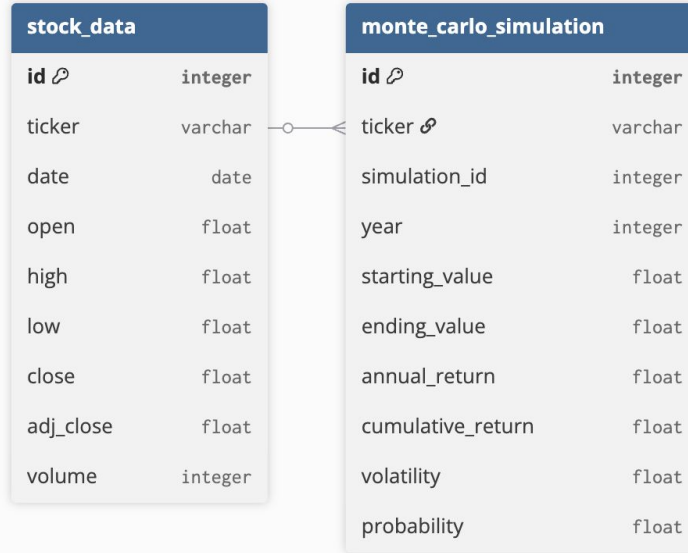 stock_data
id integer
ticker varchar
date date
open float
high float
low float
close float
adj_close float
volume integer
monte_carlo_simulation
id integer
ticker varchar
simulation_id integer
year integer
starting_value float
ending_value float
annual_return float
cumulative_return float
volatility float
probability float